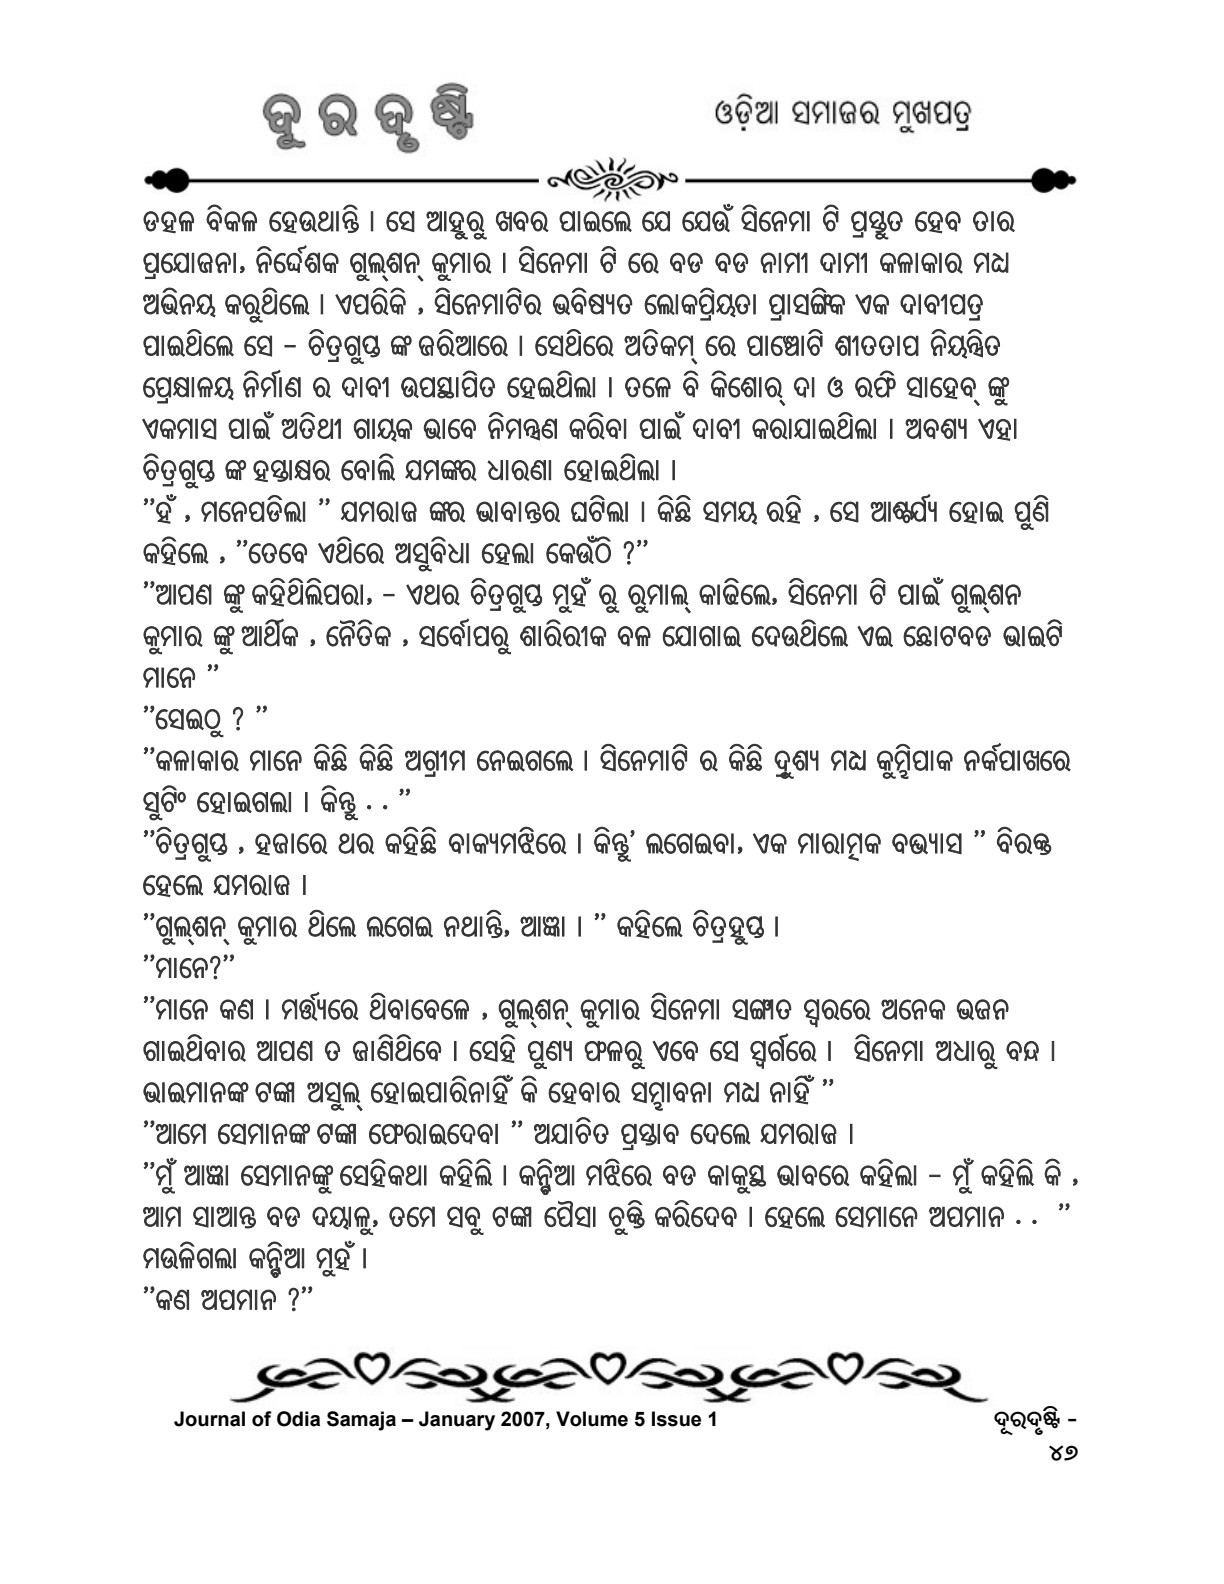 ଦୂରଦୃଷ୍ଟି ଓଡ଼ିଆ ସମାଜର ମୁଖପତ୍ର
ଡହଳ ବିକଳ ହେଉଥାନ୍ତି । ସେ ଆହୁରୁ ଖବର ପାଇଲେ ଯେ ଯେଉଁ ସିନେମା ଟି ପ୍ରସ୍ତୁତ ହେବ ତାର
ପ୍ରଯୋଜନା, ନିର୍ଦ୍ଦେଶକ ଗୁଲ୍‌ଶନ୍ କୁମାର । ସିନେମା ଟି ରେ ବଡ ବଡ ନାମୀ ଦାମୀ କଳାକାର ମଧ୍ୟ
ଅଭିନୟ କରୁଥିଲେ । ଏପରିକି , ସିନେମାଟିର ଭବିଷ୍ୟତ ଲୋକପ୍ରିୟତା ପ୍ରାସଙ୍ଗିକ ଏକ ଦାବୀପତ୍ର
ପାଇଥିଲେ ସେ – ଚିତ୍ରଗୁପ୍ତ ଙ୍କ ଜରିଆରେ । ସେଥିରେ ଅତିକମ୍ ରେ ପାଞ୍ଚୋଟି ଶୀତତାପ ନିୟନ୍ତ୍ରିତ
ପ୍ରେକ୍ଷାଳୟ ନିର୍ମାଣ ର ଦାବୀ ଉପସ୍ଥାପିତ ହେଇଥିଲା । ତଳେ ବି କିଶୋର୍ ଦା ଓ ରଫି ସାହେବ୍ ଙ୍କୁ
ଏକମାସ ପାଇଁ ଅତିଥୀ ଗାୟକ ଭାବେ ନିମନ୍ତ୍ରଣ କରିବା ପାଇଁ ଦାବୀ କରାଯାଇଥିଲା । ଅବଶ୍ୟ ଏହା
ଚିତ୍ରଗୁପ୍ତ ଙ୍କ ହସ୍ତାକ୍ଷର ବୋଲି ଯମଙ୍କର ଧାରଣା ହୋଇଥିଲା ।
”ହଁ , ମନେପଡିଲା ” ଯମରାଜ ଙ୍କର ଭାବାନ୍ତର ଘଟିଲା । କିଛି ସମୟ ରହି , ସେ ଆଶ୍ଚର୍ଯ୍ୟ ହୋଇ ପୁଣି
କହିଲେ , ”ତେବେ ଏଥିରେ ଅସୁବିଧା ହେଲା କେଉଁଠି ?”
”ଆପଣ ଙ୍କୁ କହିଥିଲିପରା, – ଏଥର ଚିତ୍ରଗୁପ୍ତ ମୁହଁ ରୁ ରୁମାଲ୍ କାଢିଲେ, ସିନେମା ଟି ପାଇଁ ଗୁଲ୍‌ଶନ
କୁମାର ଙ୍କୁ ଆର୍ଥିକ , ନୈତିକ , ସର୍ବୋପରୁ ଶାରିରୀକ ବଳ ଯୋଗାଇ ଦେଉଥିଲେ ଏଇ ଛୋଟବଡ ଭାଇଟି
ମାନେ ”
”ସେଇଠୁ ? ”
”କଳାକାର ମାନେ କିଛି କିଛି ଅଗ୍ରୀମ ନେଇଗଲେ । ସିନେମାଟି ର କିଛି ଦୃଶ୍ୟ ମଧ୍ୟ କୁମ୍ଭିପାକ ନର୍କପାଖରେ
ସୁଟିଂ ହୋଇଗଲା । କିନ୍ତୁ . . ”
”ଚିତ୍ରଗୁପ୍ତ , ହଜାରେ ଥର କହିଛି ବାକ୍ୟମଝିରେ । କିନ୍ତୁ’ ଲଗେଇବା, ଏକ ମାରାତ୍ମକ ବଭ୍ୟାସ ” ବିରକ୍ତ
ହେଲେ ଯମରାଜ ।
”ଗୁଲ୍‌ଶନ୍ କୁମାର ଥିଲେ ଲଗେଇ ନଥାନ୍ତି, ଆଜ୍ଞା । ” କହିଲେ ଚିତ୍ରହୁପ୍ତ ।
”ମାନେ?”
”ମାନେ କଣ । ମର୍ତ୍ତ୍ୟରେ ଥିବାବେଳେ , ଗୁଲ୍‌ଶନ୍ କୁମାର ସିନେମା ସଙ୍ଗୀତ ସ୍ୱରରେ ଅନେକ ଭଜନ
ଗାଇଥିବାର ଆପଣ ତ ଜାଣିଥିବେ । ସେହି ପୁଣ୍ୟ ଫଳରୁ ଏବେ ସେ ସ୍ୱର୍ଗରେ । ସିନେମା ଅଧାରୁ ବନ୍ଦ ।
ଭାଇମାନଙ୍କ ଟଙ୍କା ଅସୁଲ୍ ହୋଇପାରିନାହିଁ କି ହେବାର ସମ୍ଭାବନା ମଧ୍ୟ ନାହିଁ ”
”ଆମେ ସେମାନଙ୍କ ଟଙ୍କା ଫେରାଇଦେବା ” ଅଯାଚିତ ପ୍ରସ୍ତାବ ଦେଲେ ଯମରାଜ ।
”ମୁଁ ଆଜ୍ଞା ସେମାନଙ୍କୁ ସେହିକଥା କହିଲି । ମଝିରେ ବଡ କାକୁସ୍ଥ ଭାବରେ କହିଲା – ମୁଁ କହିଲି କି ,
ଆମ ସାଆନ୍ତ ବଡ ଦୟାଳୁ, ତମେ ସବୁ ଟଙ୍କା ପୈସା ଚୁକ୍ତି କରିଦେବ । ହେଲେ ସେମାନେ ଅପମାନ . . ”
ମଉଳିଗଲା ମୁହଁ ।
”କଣ ଅପମାନ ?”
Journal of Odia Samaja – January 2007, Volume 5 Issue 1 ଦୂରଦୃଷ୍ଟି -
୪୭